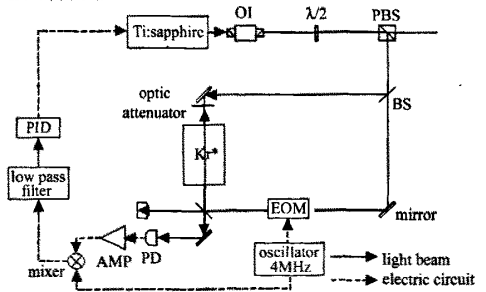 OI
λ/2
PBS
Ti:sapphire
optic
attenuator
BS
PID
Kr*
low pass
filter
EOM
mirror
mixer
AMP
PD
oscillator
4MHz
light beam
electric circuit